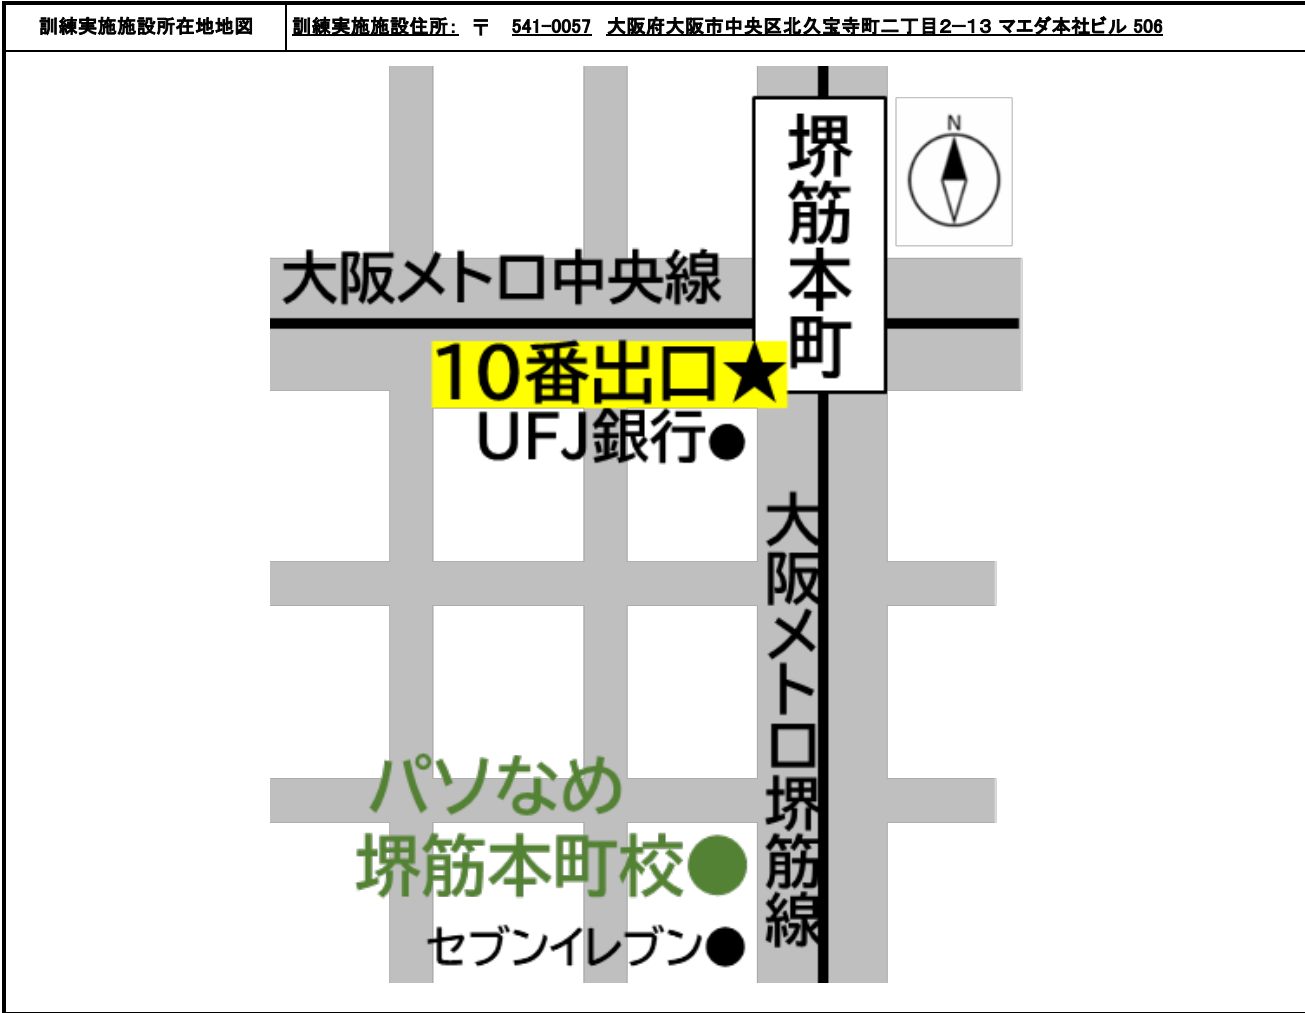 訓練実施施設所在地地図
訓練実施施設住所: 〒 541-0057 大阪府大阪市中央区北久宝寺町二丁目2−13 マエダ本社ビル 506
N
堺筋本町
大阪メトロ中央線
10番出口★
UFJ銀行●
大阪メトロ堺筋線
パソなめ
堺筋本町校●
セブンイレブン●